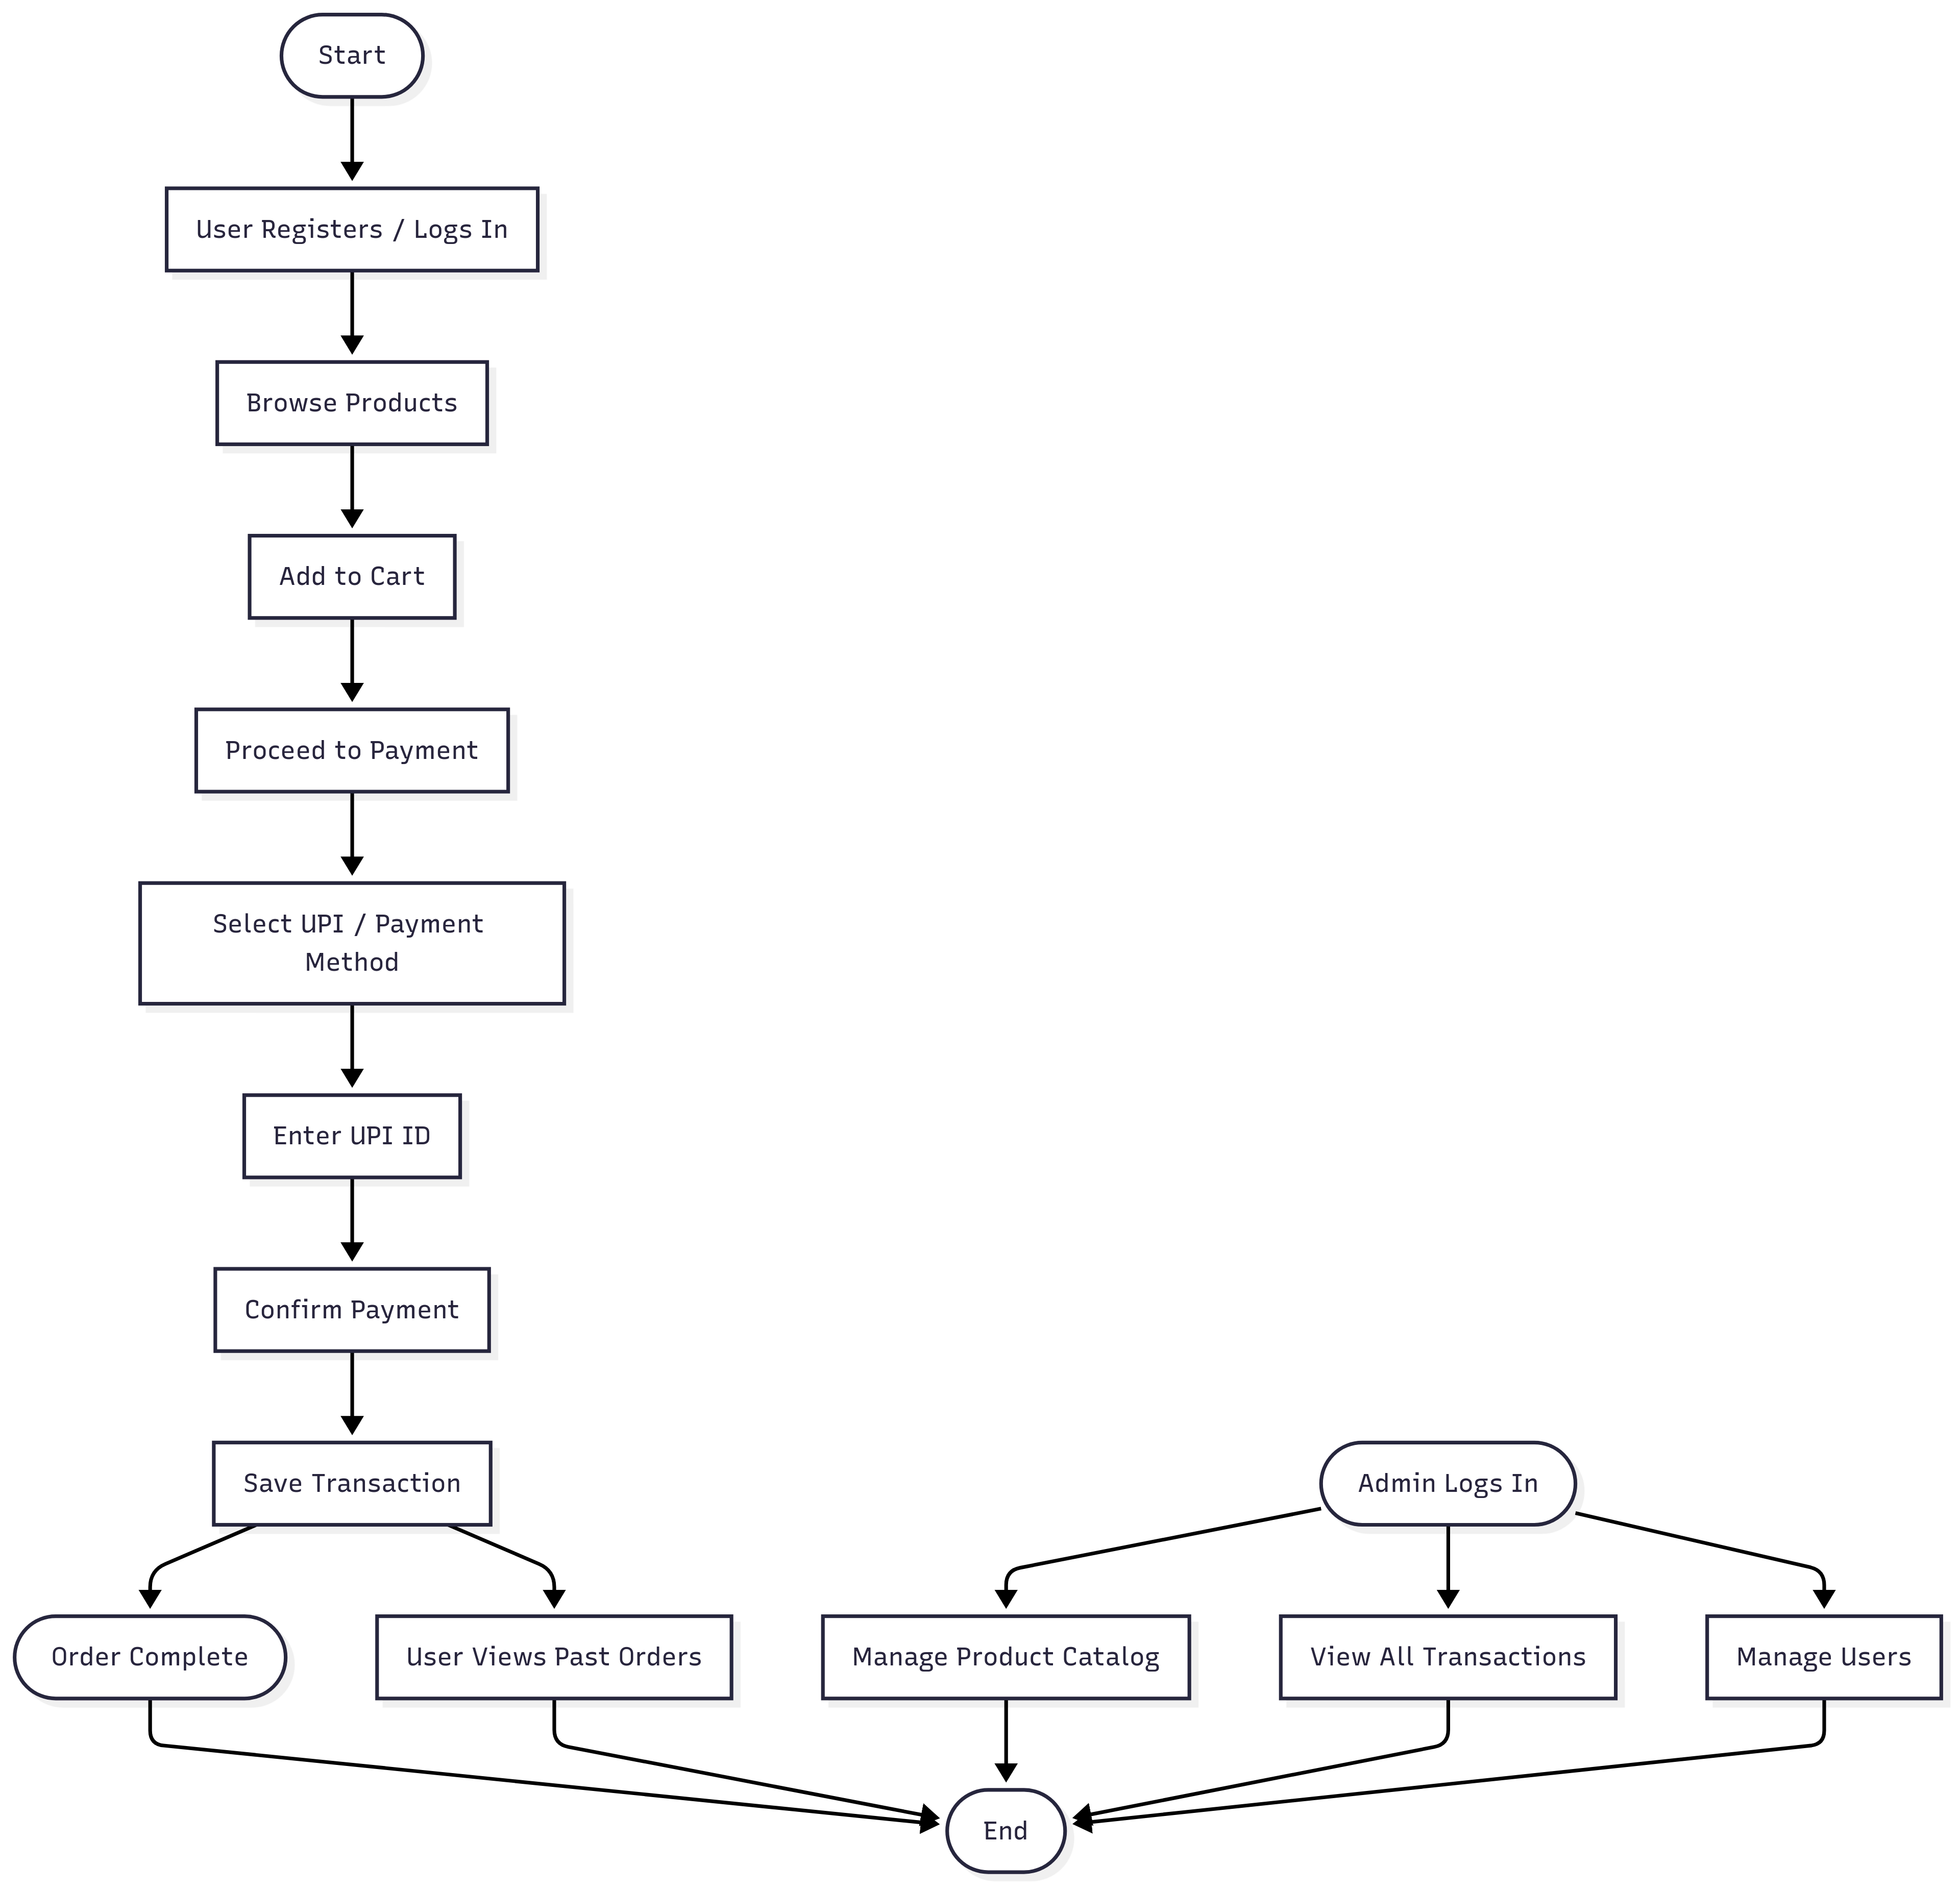 Start
User Registers / Logs In
Browse Products
Add to Cart
Proceed to Payment
Select UPI / Payment
Method
Enter UPI ID
Confirm Payment
Save Transaction
Admin Logs In
Order Complete
User Views Past Orders
Manage Product Catalog
View All Transactions
Manage Users
End